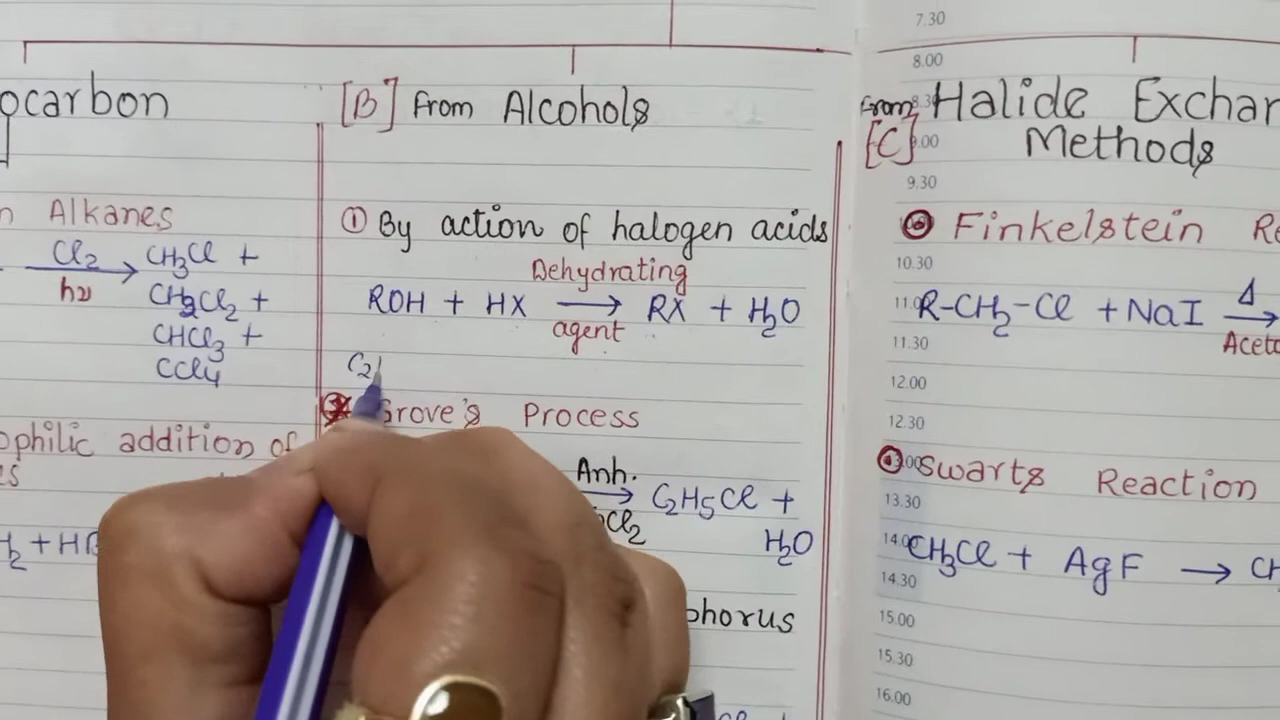 ocarbon
Alkanes
Cl2 CH3Cl +
hν CH2Cl2 +
CHCl3 +
CCl4
ophilic addition of
es
[B] From Alcohols
① By action of halogen acids
Dehydrating
ROH + HX ⟶ RX + H2O
agent
C2
Grove's Process
Anh.
⟶ C2H5Cl +
Cl2 H2O
phorus
7.30
8.00
8.30
9.00
9.30
10.30
11.00
11.30
12.00
12.30
13.00
13.30
14.00
14.30
15.00
15.30
16.00
From Halide Exchan
[C] Methods
Finkelstein Re
R-CH2-Cl + NaI Δ ⟶
Aceto
Swarts Reaction
CH3Cl + AgF ⟶ CH